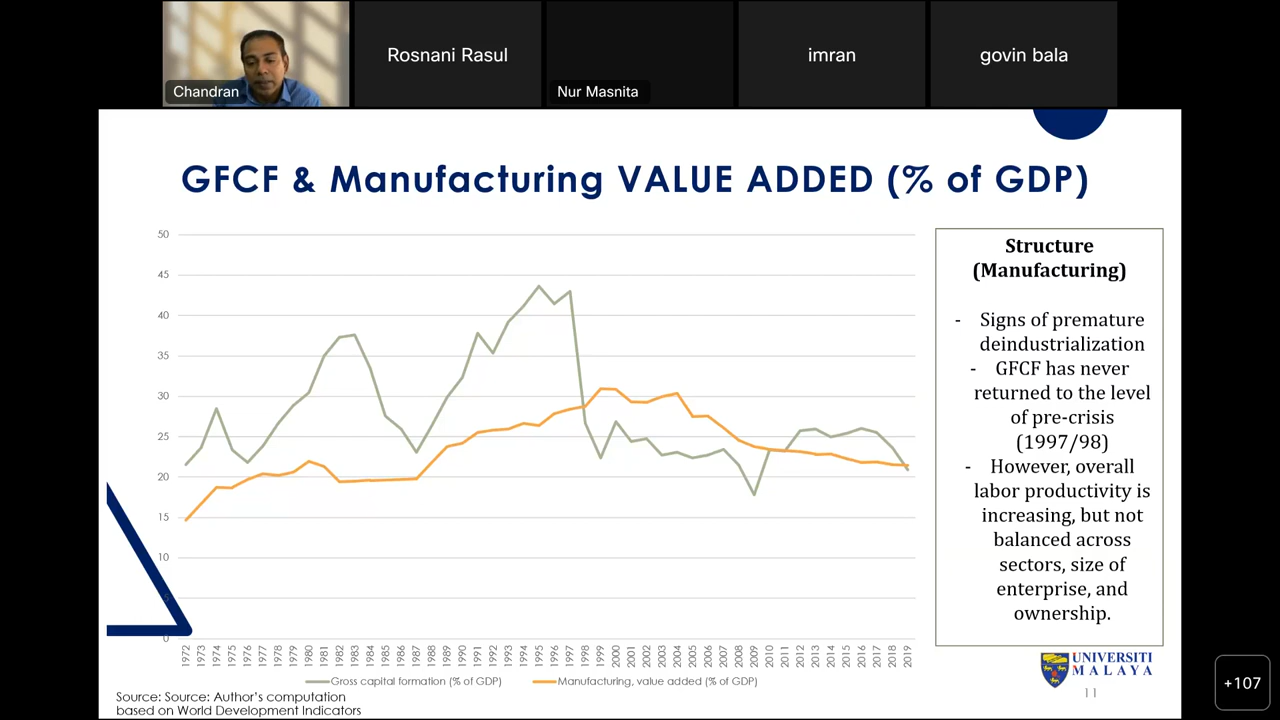 Chandran
Rosnani Rasul
Nur Masnita
imran
govin bala
GFCF & Manufacturing VALUE ADDED (% of GDP)
50
45
40
35
30
25
20
15
10
5
0
1972
1973
1974
1975
1976
1977
1978
1979
1980
1981
1982
1983
1984
1985
1986
1987
1988
1989
1990
1991
1992
1993
1994
1995
1996
1997
1998
1999
2000
2001
2002
2003
2004
2005
2006
2007
2008
2009
2010
2011
2012
2013
2014
2015
2016
2017
2018
2019
Gross capital formation (% of GDP)
Manufacturing, value added (% of GDP)
Structure
(Manufacturing)
- Signs of premature
deindustrialization
- GFCF has never
returned to the level
of pre-crisis
(1997/98)
- However, overall
labor productivity is
increasing, but not
balanced across
sectors, size of
enterprise, and
ownership.
Source: Source: Author's computation
based on World Development Indicators
UNIVERSITI
MALAYA
11
+107